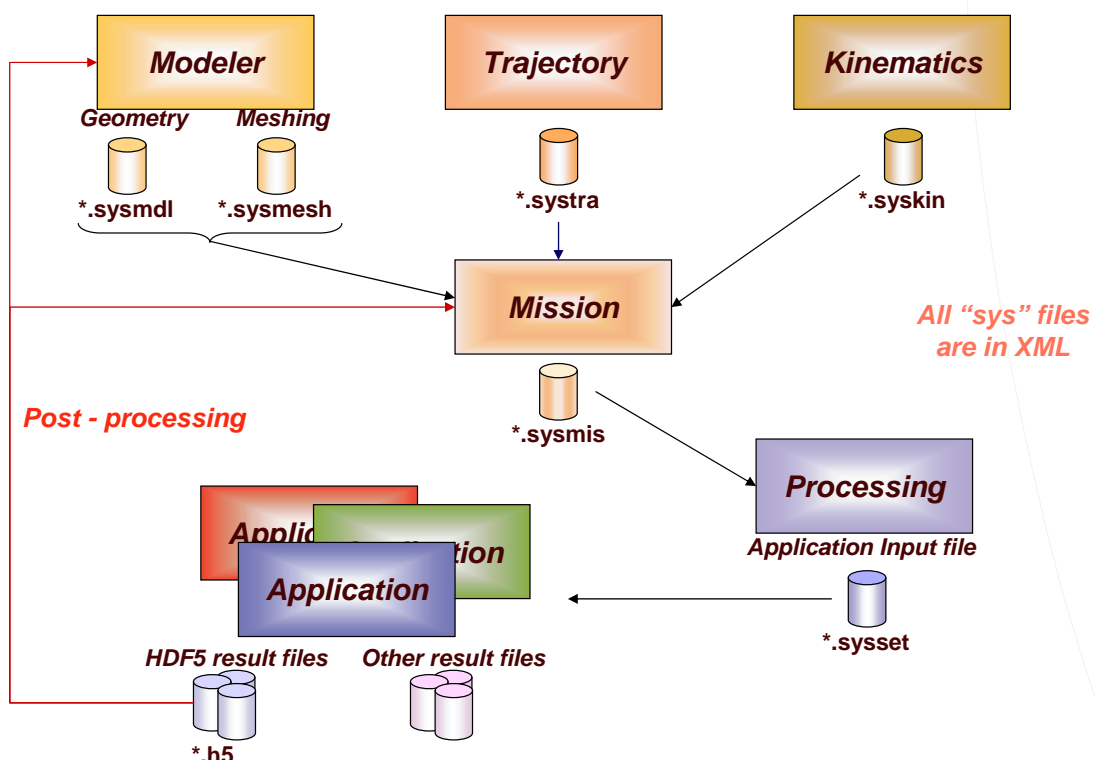 Modeler
Trajectory
Kinematics
Geometry
Meshing
*.sysmdl
*.sysmesh
*.systra
*.syskin
Mission
All “sys” files
are in XML
*.sysmis
Post - processing
Processing
Application Input file
Application
*.sysset
HDF5 result files
Other result files
*.h5